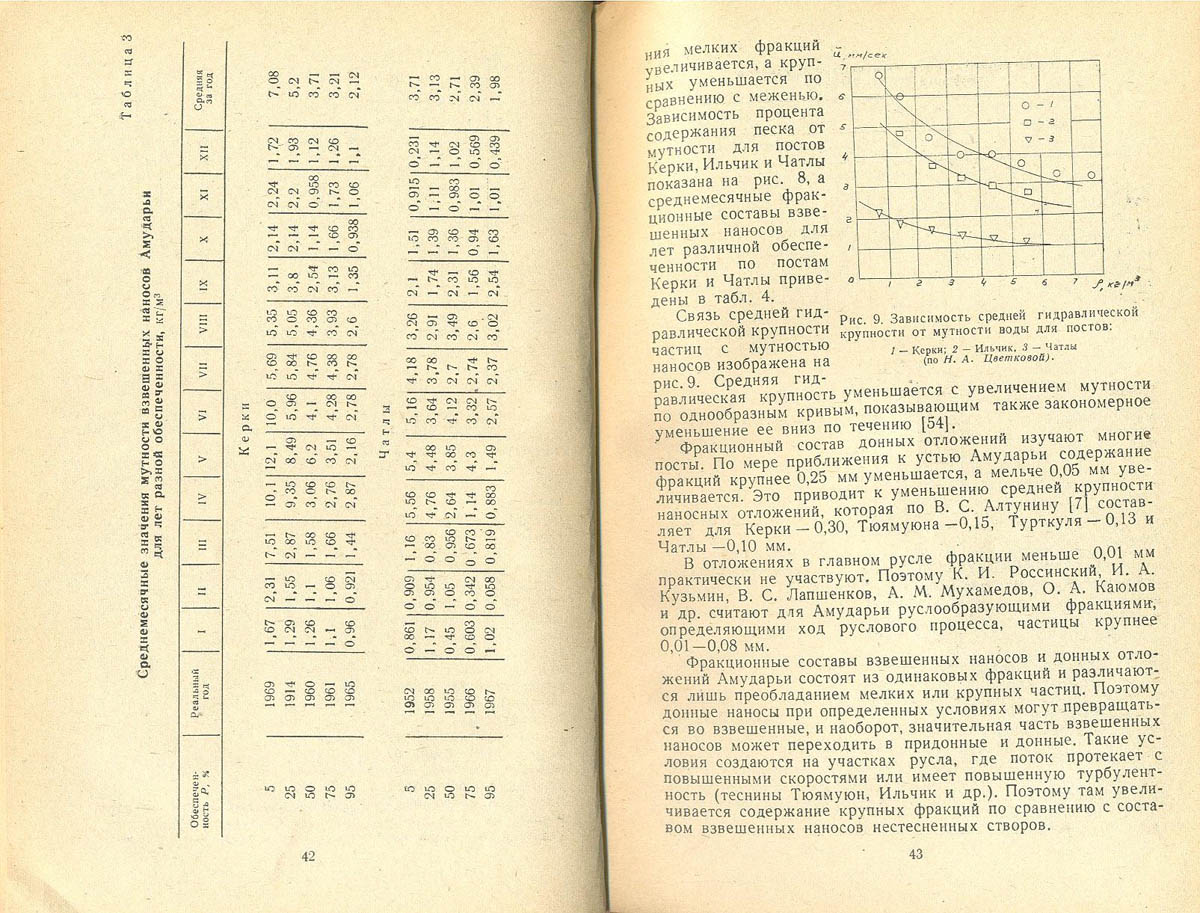 Таблица 3
Среднемесячные значения мутности взвешенных наносов Амударьи
для лет разной обеспеченности, кг/м³
Обеспечен-
ность P, % Реальный
год I II III IV V VI VII VIII IX X XI XII Средняя
за год
Керки
5 1969 1,67 2,31 7,51 10,1 12,1 10,0 5,69 5,35 3,11 2,14 2,24 1,72 7,08
25 1914 1,29 1,55 2,87 9,35 8,49 5,96 5,84 5,05 3,8 2,14 2,2 1,93 5,2
50 1960 1,26 1,1 1,58 3,06 6,2 4,1 4,76 4,36 2,54 1,14 0,958 1,12 3,71
75 1961 1,1 1,06 1,66 2,76 3,51 4,28 4,38 3,93 3,13 1,66 1,73 1,26 3,21
95 1965 0,96 0,921 1,44 2,87 2,16 2,78 2,78 2,6 1,35 0,938 1,06 1,1 2,12
Чатлы
5 1952 0,861 0,909 1,16 5,56 5,4 5,16 4,18 3,26 2,1 1,51 0,915 0,231 3,71
25 1958 1,17 0,954 0,83 4,76 4,48 3,64 3,78 2,91 1,74 1,39 1,11 1,14 3,13
50 1955 0,45 1,05 0,956 2,64 3,85 4,12 2,7 3,49 2,31 1,36 0,983 1,02 2,71
75 1966 0,603 0,342 0,673 1,14 4,3 3,32 2,74 2,6 1,56 0,94 1,01 0,569 2,39
95 1967 1,02 0,058 0,819 0,883 1,49 2,57 2,37 3,02 2,54 1,63 1,01 0,439 1,98
42
ния мелких фракций
увеличивается, а круп-
ных уменьшается по
сравнению с меженью.
Зависимость процента
содержания песка от
мутности для постов
Керки, Ильчик и Чатлы
показана на рис. 8, а
среднемесячные фрак-
ционные составы взве-
шенных наносов для
лет различной обеспе-
ченности по постам
Керки и Чатлы приве-
дены в табл. 4.
Связь средней гид-
равлической крупности
частиц с мутностью
наносов изображена на
рис. 9. Средняя гид-
ū, мм/сек
7
6
5
4
3
2
1
0
1 2 3 4 5 6 7 ρ, кг/м³
○ – 1
□ – 2
▽ – 3
Рис. 9. Зависимость средней гидравлической
крупности от мутности воды для постов:
1 — Керки; 2 — Ильчик, 3 — Чатлы
(по Н. А. Цветковой).
равлическая крупность уменьшается с увеличением мутности
по однообразным кривым, показывающим также закономерное
уменьшение ее вниз по течению [54].
Фракционный состав донных отложений изучают многие
посты. По мере приближения к устью Амударьи содержание
фракций крупнее 0,25 мм уменьшается, а мельче 0,05 мм уве-
личивается. Это приводит к уменьшению средней крупности
наносных отложений, которая по В. С. Алтунину [7] состав-
ляет для Керки — 0,30, Тюямуюна —0,15, Турткуля — 0,13 и
Чатлы —0,10 мм.
В отложениях в главном русле фракции меньше 0,01 мм
практически не участвуют. Поэтому К. И. Россинский, И. А.
Кузьмин, В. С. Лапшенков, А. М. Мухамедов, О. А. Каюмов
и др. считают для Амударьи руслообразующими фракциями,
определяющими ход руслового процесса, частицы крупнее
0,01—0,08 мм.
Фракционные составы взвешенных наносов и донных отло-
жений Амударьи состоят из одинаковых фракций и различают-
ся лишь преобладанием мелких или крупных частиц. Поэтому
донные наносы при определенных условиях могут превращать-
ся во взвешенные, и наоборот, значительная часть взвешенных
наносов может переходить в придонные и донные. Такие ус-
ловия создаются на участках русла, где поток протекает с
повышенными скоростями или имеет повышенную турбулент-
ность (теснины Тюямуюн, Ильчик и др.). Поэтому там увели-
чивается содержание крупных фракций по сравнению с соста-
вом взвешенных наносов нестесненных створов.
43